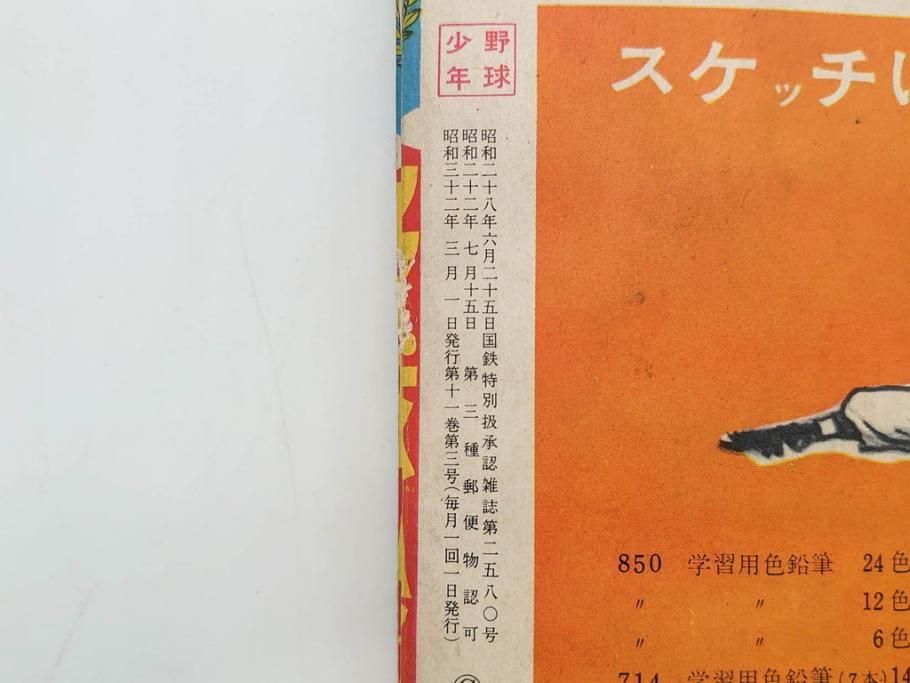 野球
少年
昭和二十八年六月二十五日国鉄特別扱承認雑誌第二五八〇号
昭和二十二年 七 月十五日 第三種郵便物認可
昭和三十二年 三 月 一 日発行第十一巻第三号(毎月一回一日発行)
スケッチに
850 学習用色鉛筆 24色
〃 〃 12色
〃 〃 6色
714 学習用色鉛筆(7本)14